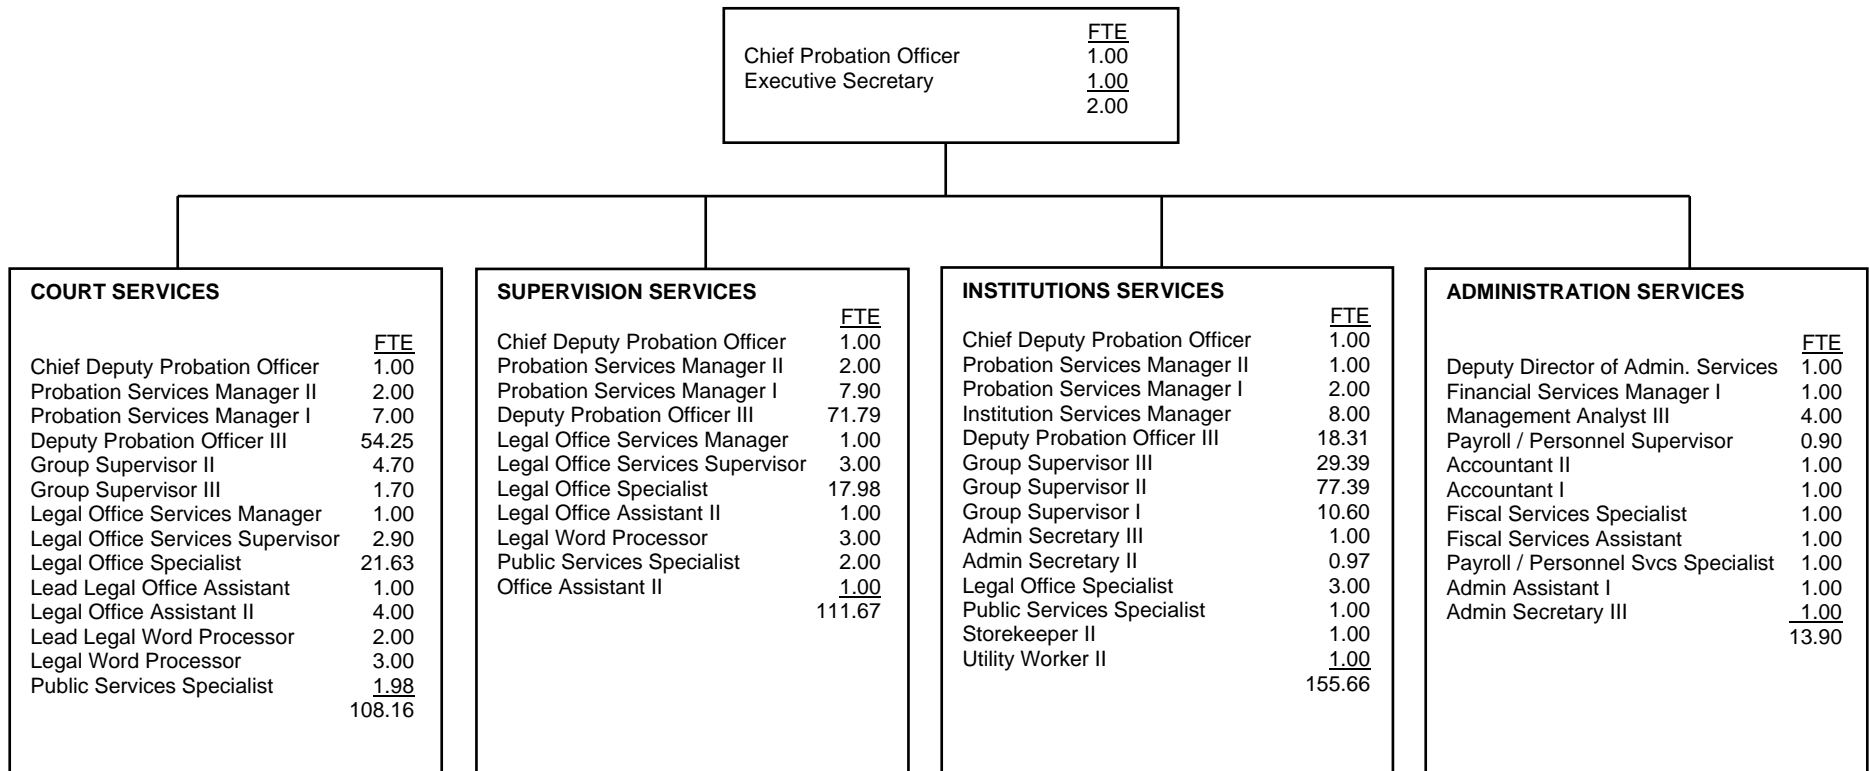 FTE
Chief Probation Officer 1.00
Executive Secretary 1.00
2.00
COURT SERVICES
FTE
Chief Deputy Probation Officer 1.00
Probation Services Manager II 2.00
Probation Services Manager I 7.00
Deputy Probation Officer III 54.25
Group Supervisor II 4.70
Group Supervisor III 1.70
Legal Office Services Manager 1.00
Legal Office Services Supervisor 2.90
Legal Office Specialist 21.63
Lead Legal Office Assistant 1.00
Legal Office Assistant II 4.00
Lead Legal Word Processor 2.00
Legal Word Processor 3.00
Public Services Specialist 1.98
108.16
SUPERVISION SERVICES
FTE
Chief Deputy Probation Officer 1.00
Probation Services Manager II 2.00
Probation Services Manager I 7.90
Deputy Probation Officer III 71.79
Legal Office Services Manager 1.00
Legal Office Services Supervisor 3.00
Legal Office Specialist 17.98
Legal Office Assistant II 1.00
Legal Word Processor 3.00
Public Services Specialist 2.00
Office Assistant II 1.00
111.67
INSTITUTIONS SERVICES
FTE
Chief Deputy Probation Officer 1.00
Probation Services Manager II 1.00
Probation Services Manager I 2.00
Institution Services Manager 8.00
Deputy Probation Officer III 18.31
Group Supervisor III 29.39
Group Supervisor II 77.39
Group Supervisor I 10.60
Admin Secretary III 1.00
Admin Secretary II 0.97
Legal Office Specialist 3.00
Public Services Specialist 1.00
Storekeeper II 1.00
Utility Worker II 1.00
155.66
ADMINISTRATION SERVICES
FTE
Deputy Director of Admin. Services 1.00
Financial Services Manager I 1.00
Management Analyst III 4.00
Payroll / Personnel Supervisor 0.90
Accountant II 1.00
Accountant I 1.00
Fiscal Services Specialist 1.00
Fiscal Services Assistant 1.00
Payroll / Personnel Svcs Specialist 1.00
Admin Assistant I 1.00
Admin Secretary III 1.00
13.90